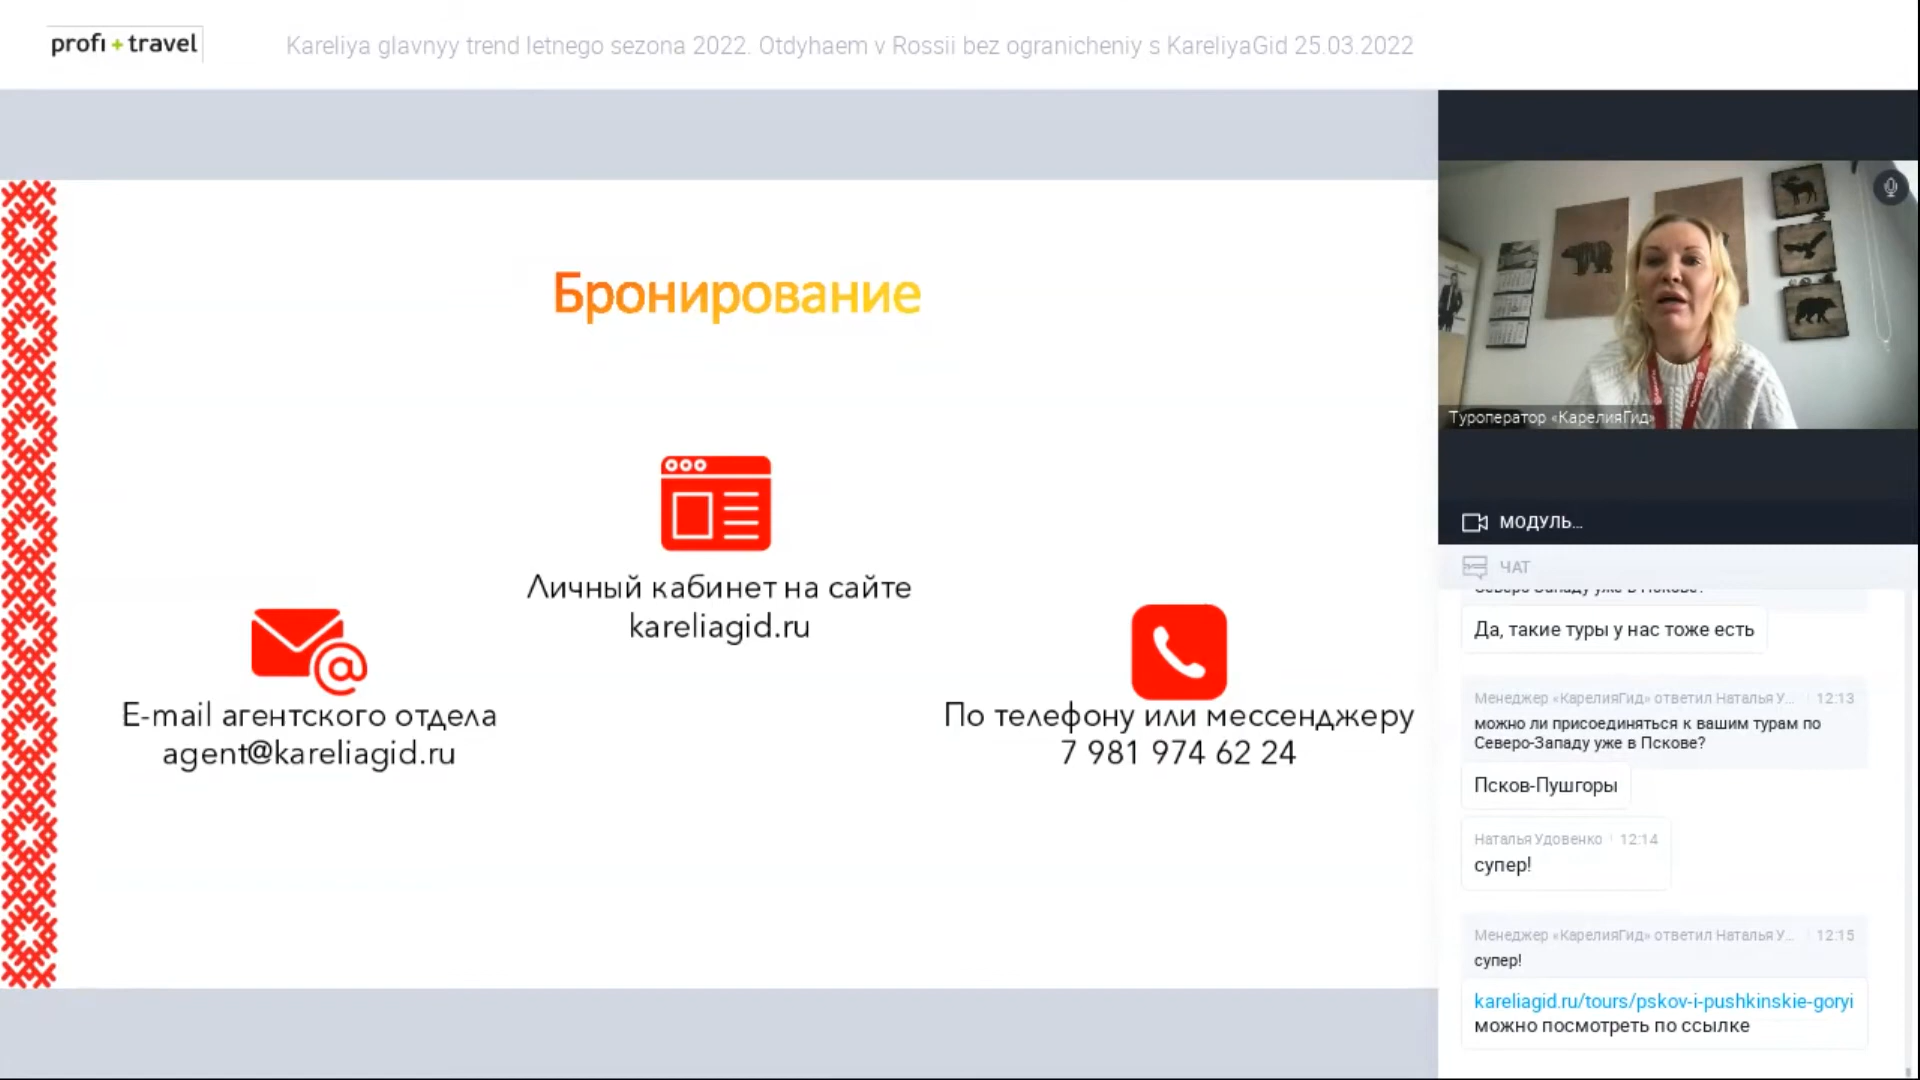 profi + travel
Kareliya glavnyy trend letnego sezona 2022. Otdyhaem v Rossii bez ogranicheniy s KareliyaGid 25.03.2022
Бронирование
Личный кабинет на сайте
kareliagid.ru
E-mail агентского отдела
agent@kareliagid.ru
По телефону или мессенджеру
7 981 974 62 24
Туроператор «КарелияГид»
МОДУЛЬ...
ЧАТ
Северо-Западу уже в Пскове?
Да, такие туры у нас тоже есть
Менеджер «КарелияГид» ответил Наталья У... 12:13
можно ли присоединяться к вашим турам по
Северо-Западу уже в Пскове?
Псков-Пушгоры
Наталья Удовенко 12:14
супер!
Менеджер «КарелияГид» ответил Наталья У... 12:15
супер!
kareliagid.ru/tours/pskov-i-pushkinskie-goryi
можно посмотреть по ссылке